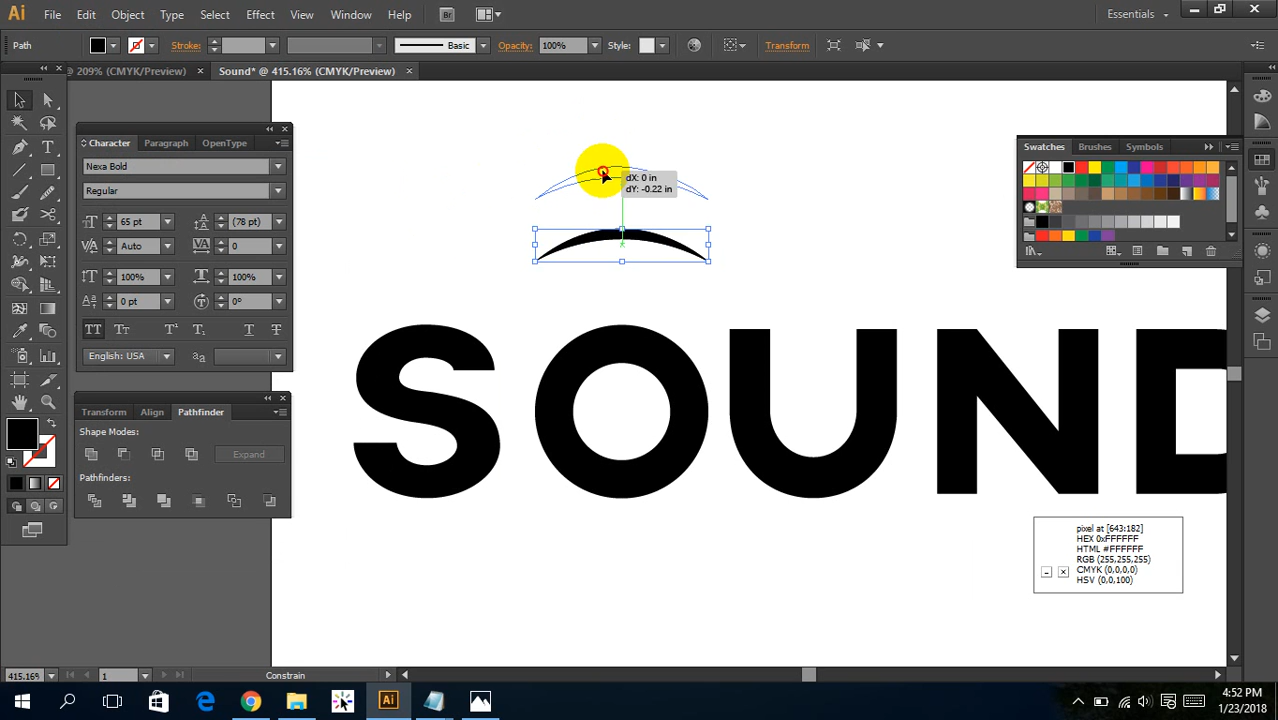 Ai File Edit Object Type Select Effect View Window Help Br Essentials
Path Stroke: Basic Opacity: 100% Style: Transform
@ 209% (CMYK/Preview) × Sound* @ 415.16% (CMYK/Preview) ×
Character Paragraph OpenType
Nexa Bold
Regular
65 pt (78 pt)
Auto 0
100% 100%
0 pt 0°
English: USA
Transform Align Pathfinder
Shape Modes:
Expand
Pathfinders:
dX: 0 in
dY: -0.22 in
Swatches Brushes Symbols
SOUND
pixel at [643:182]
HEX 0xFFFFFF
HTML #FFFFFF
RGB (255,255,255)
CMYK (0,0,0,0)
HSV (0,0,100)
415.16% 1 Constrain
Ai
4:52 PM
1/23/2018